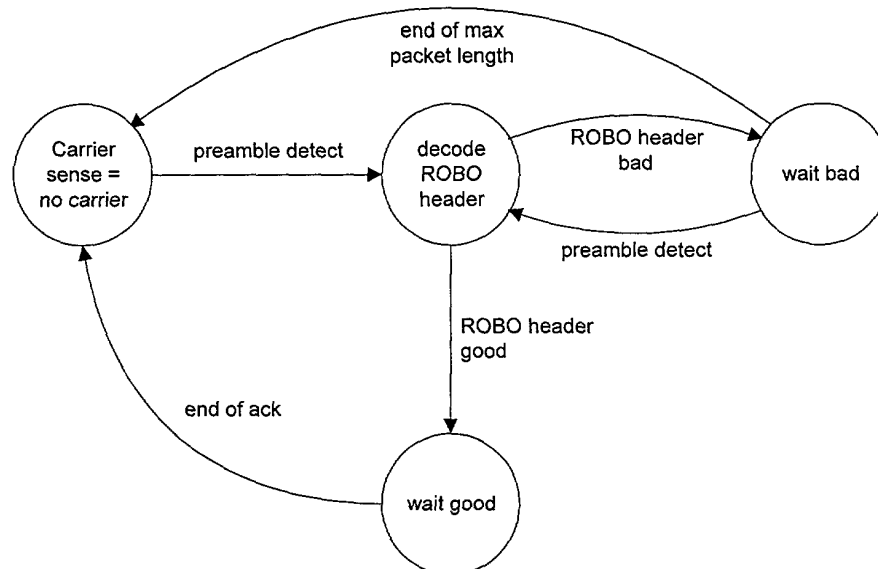 end of max
packet length
Carrier
sense =
no carrier
preamble detect
decode
ROBO
header
ROBO header
bad
wait bad
preamble detect
ROBO header
good
end of ack
wait good